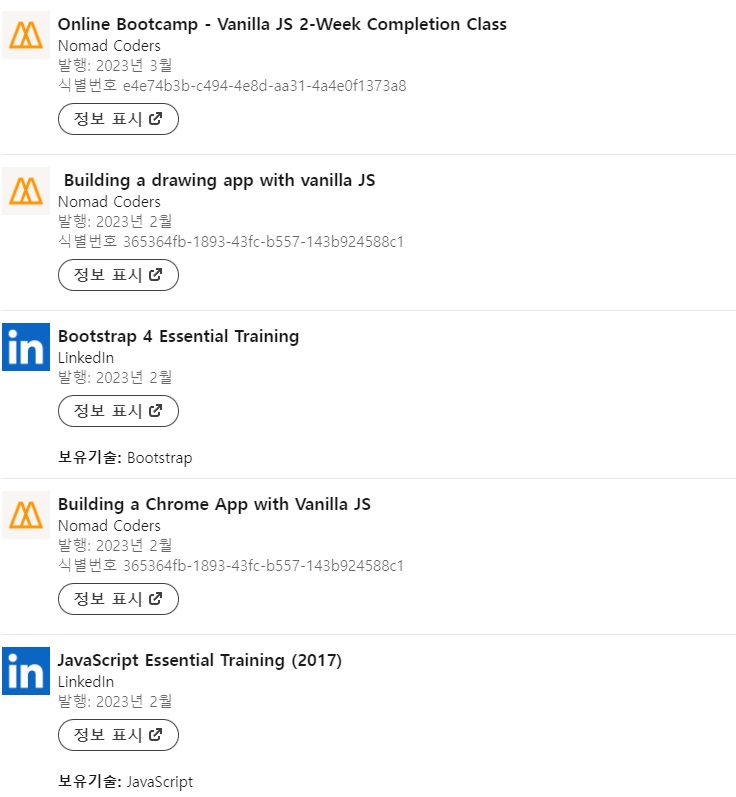 Online Bootcamp - Vanilla JS 2-Week Completion Class
Nomad Coders
발행: 2023년 3월
식별번호 e4e74b3b-c494-4e8d-aa31-4a4e0f1373a8
정보 표시
Building a drawing app with vanilla JS
Nomad Coders
발행: 2023년 2월
식별번호 365364fb-1893-43fc-b557-143b924588c1
정보 표시
in
Bootstrap 4 Essential Training
LinkedIn
발행: 2023년 2월
정보 표시
보유기술: Bootstrap
Building a Chrome App with Vanilla JS
Nomad Coders
발행: 2023년 2월
식별번호 365364fb-1893-43fc-b557-143b924588c1
정보 표시
in
JavaScript Essential Training (2017)
LinkedIn
발행: 2023년 2월
정보 표시
보유기술: JavaScript